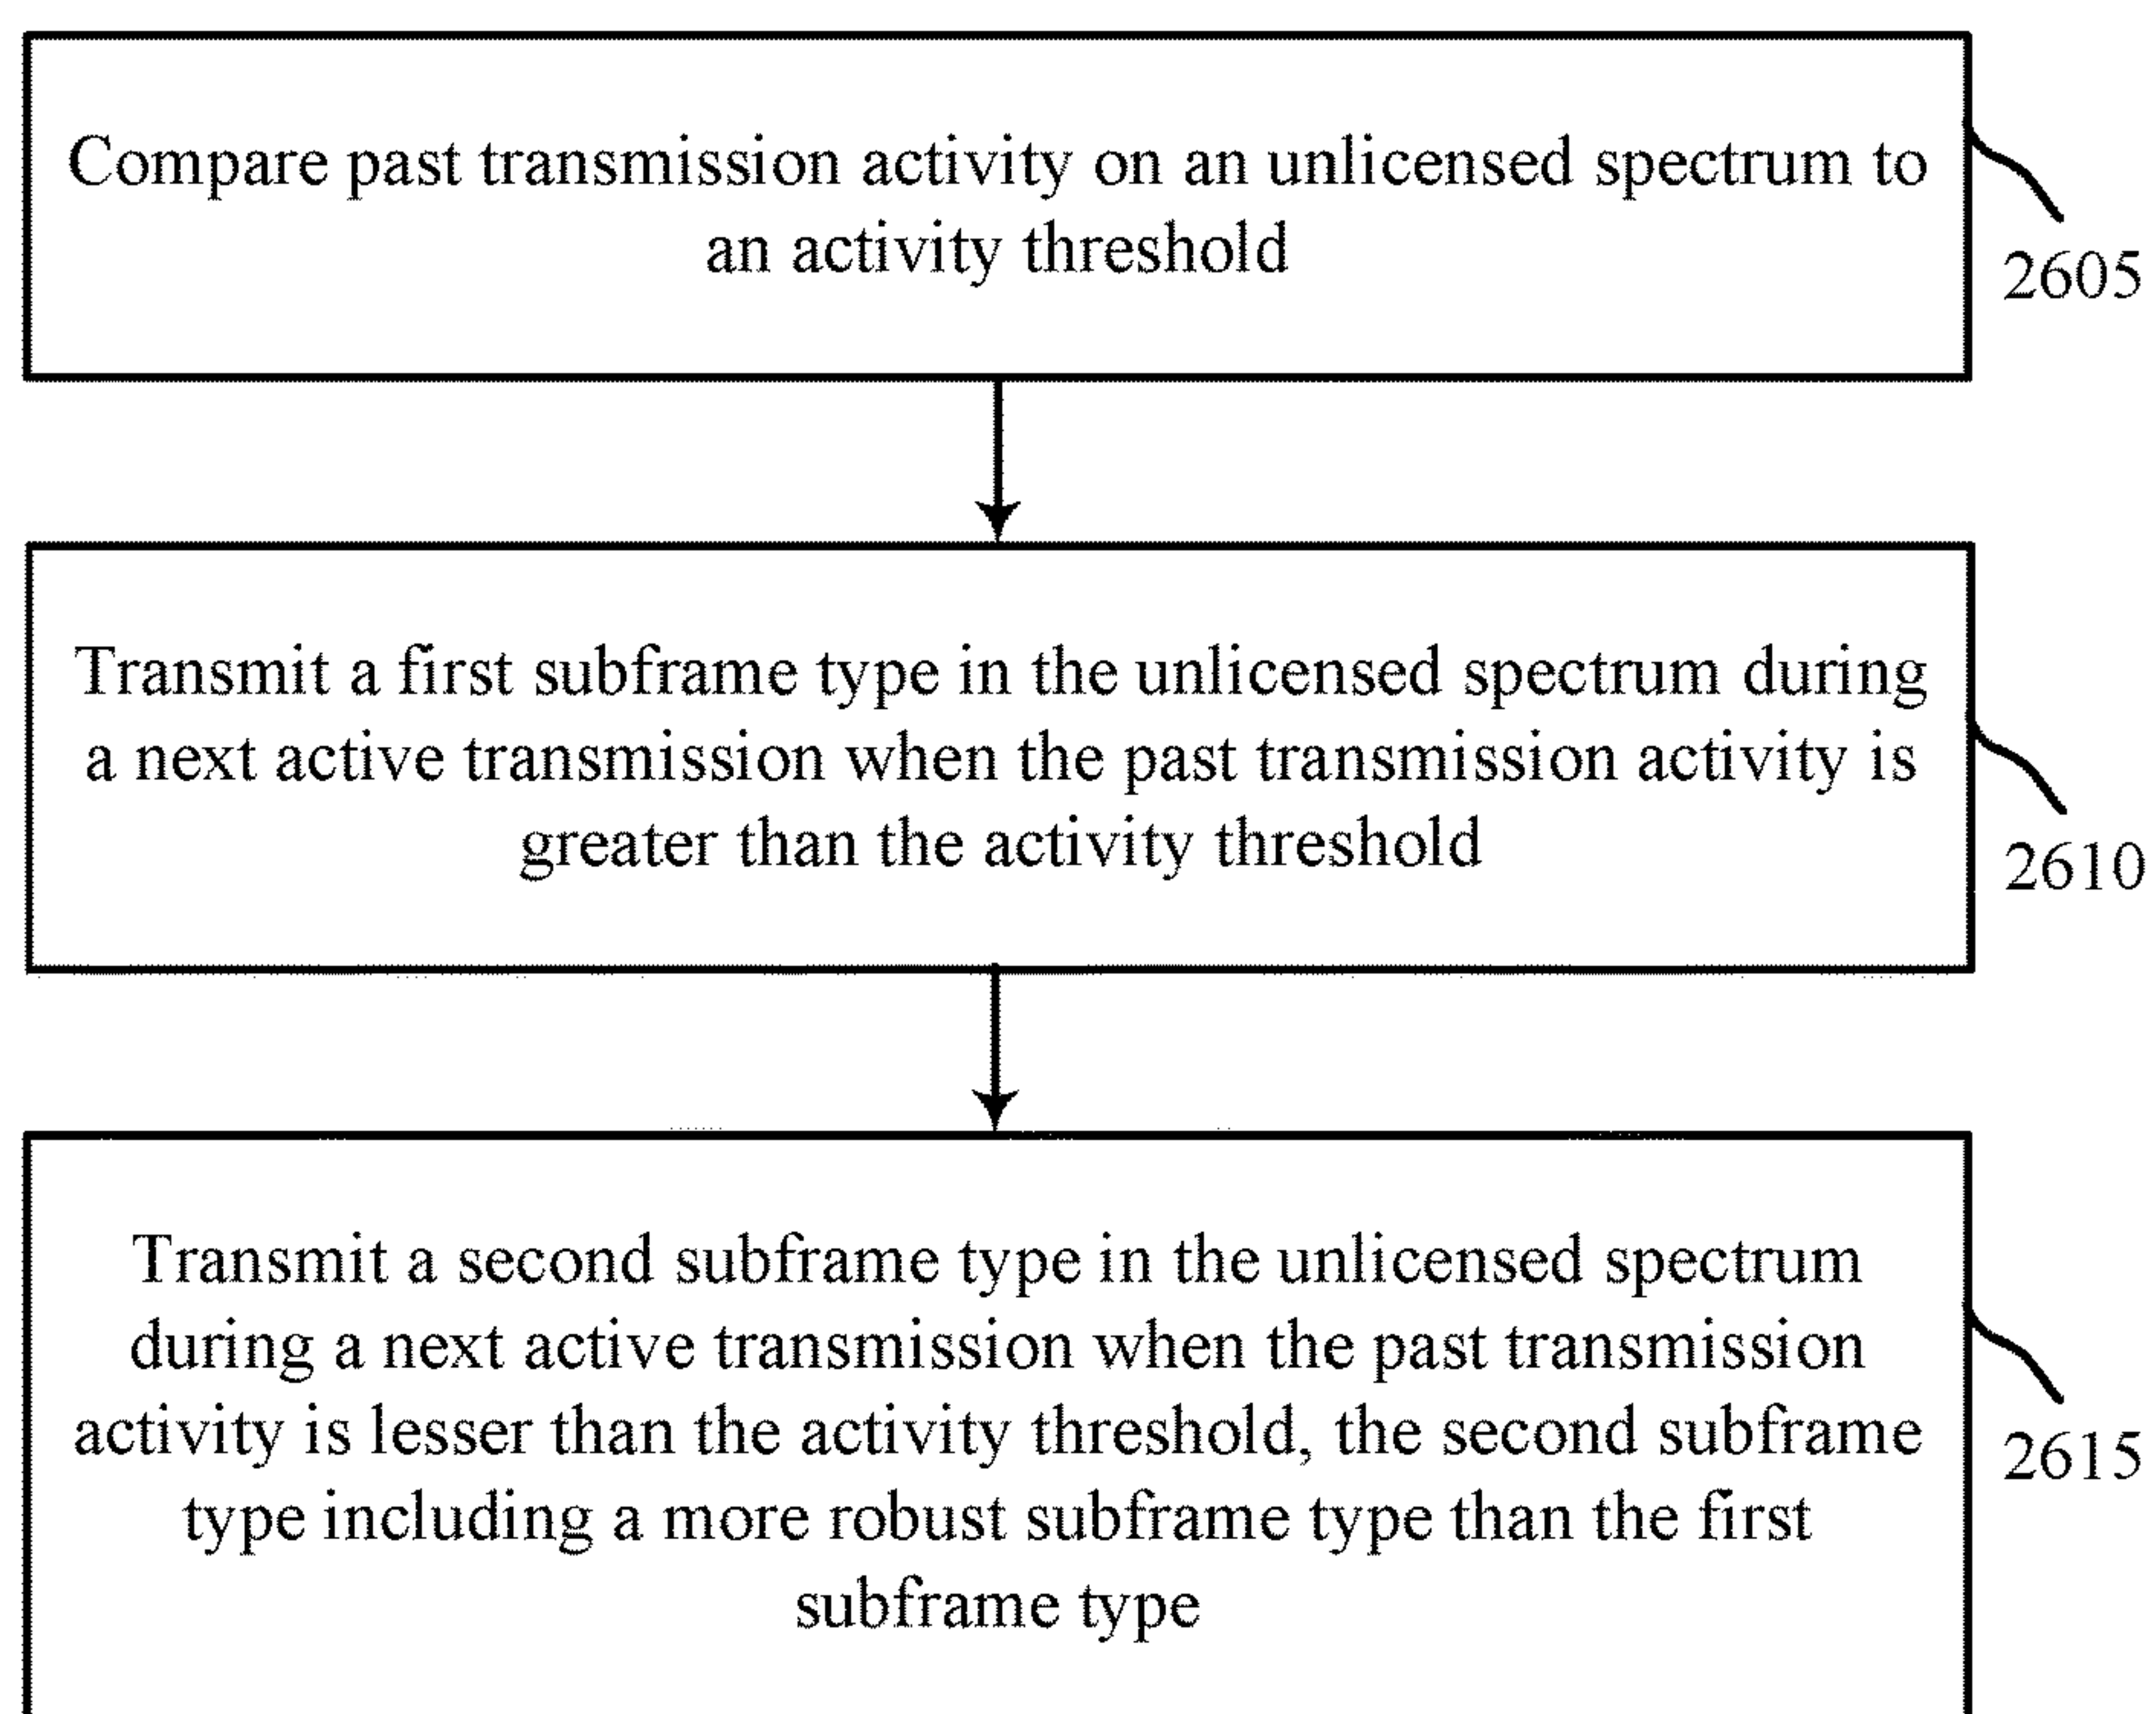 Compare past transmission activity on an unlicensed spectrum to
an activity threshold
2605
Transmit a first subframe type in the unlicensed spectrum during
a next active transmission when the past transmission activity is
greater than the activity threshold
2610
Transmit a second subframe type in the unlicensed spectrum
during a next active transmission when the past transmission
activity is lesser than the activity threshold, the second subframe
type including a more robust subframe type than the first
subframe type
2615